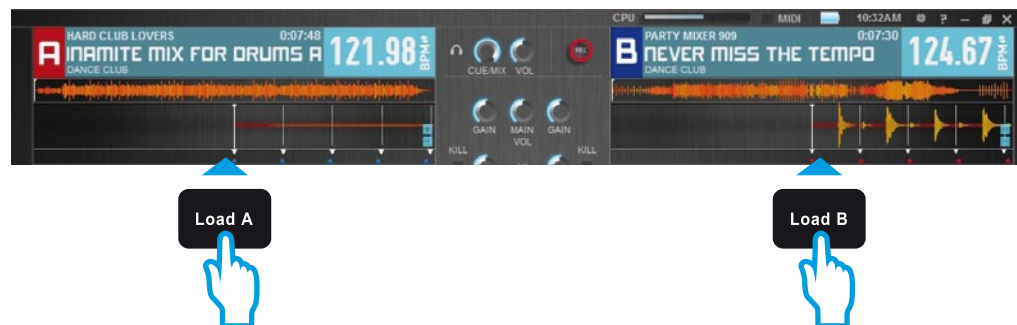 CPU MIDI 10:32AM ?
A HARD CLUB LOVERS 0:07:48
INAMITE MIX FOR DRUMS A 121.98 BPM
DANCE CLUB
CUE/MIX VOL
REC
B PARTY MIXER 909 0:07:30
NEVER MISS THE TEMPO 124.67 BPM
DANCE CLUB
GAIN MAIN VOL GAIN
KILL KILL
Load A
Load B